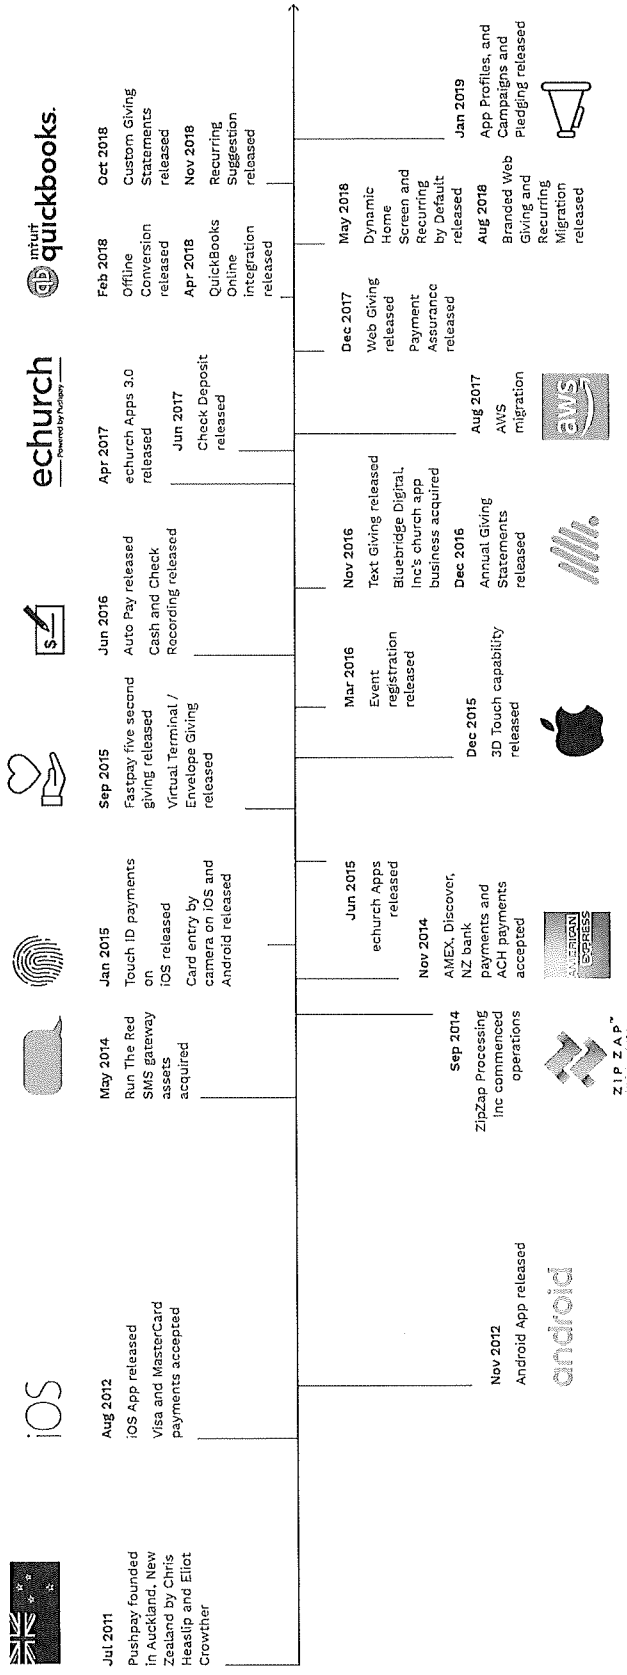 iOS
echurch
Powered by Pushpay
intuit
quickbooks.
Jul 2011
Pushpay founded
in Auckland, New
Zealand by Chris
Heaslip and Eliot
Crowther
Aug 2012
iOS App released
Visa and MasterCard
payments accepted
May 2014
Run The Red
SMS gateway
assets
acquired
Jan 2015
Touch ID payments
on
iOS released
Card entry by
camera on iOS and
Android released
Sep 2015
Fastpay five second
giving released
Virtual Terminal /
Envelope Giving
released
$
Jun 2016
Auto Pay released
Cash and Check
Recording released
Apr 2017
echurch Apps 3.0
released
Jun 2017
Check Deposit
released
Feb 2018
Offline
Conversion
released
Apr 2018
QuickBooks
Online
integration
released
Oct 2018
Custom Giving
Statements
released
Nov 2018
Recurring
Suggestion
released
Nov 2012
Android App released
android
Sep 2014
ZipZap Processing
Inc commenced
operations
ZIP ZAP™
Nov 2014
AMEX, Discover,
NZ bank
payments and
ACH payments
accepted
AMERICAN
EXPRESS
Jun 2015
echurch Apps
released
Dec 2015
3D Touch capability
released
Mar 2016
Event
registration
released
Nov 2016
Text Giving released
Bluebridge Digital,
Inc's church app
business acquired
Dec 2016
Annual Giving
Statements
released
Aug 2017
AWS
migration
aws
Dec 2017
Web Giving
released
Payment
Assurance
released
May 2018
Dynamic
Home
Screen and
Recurring
by Default
released
Aug 2018
Branded Web
Giving and
Recurring
Migration
released
Jan 2019
App Profiles, and
Campaigns and
Pledging released